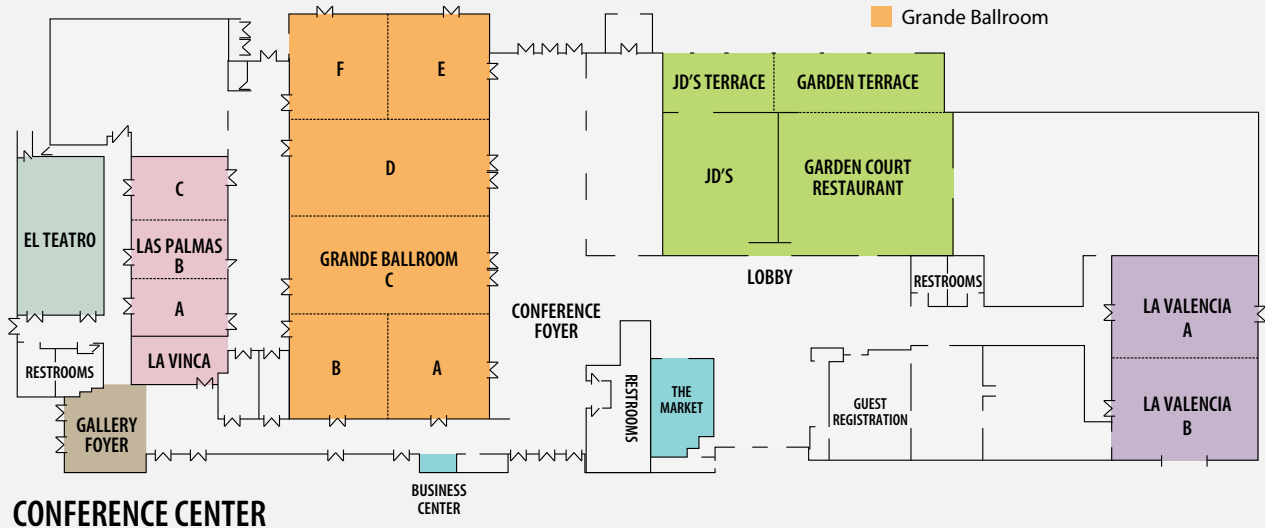 Grande Ballroom
F
E
JD'S TERRACE
GARDEN TERRACE
C
D
JD'S
GARDEN COURT
RESTAURANT
EL TEATRO
LAS PALMAS
B
GRANDE BALLROOM
C
LOBBY
RESTROOMS
A
CONFERENCE
FOYER
LA VALENCIA
A
RESTROOMS
LA VINCA
B
A
RESTROOMS
THE
MARKET
GUEST
REGISTRATION
LA VALENCIA
B
GALLERY
FOYER
BUSINESS
CENTER
CONFERENCE CENTER